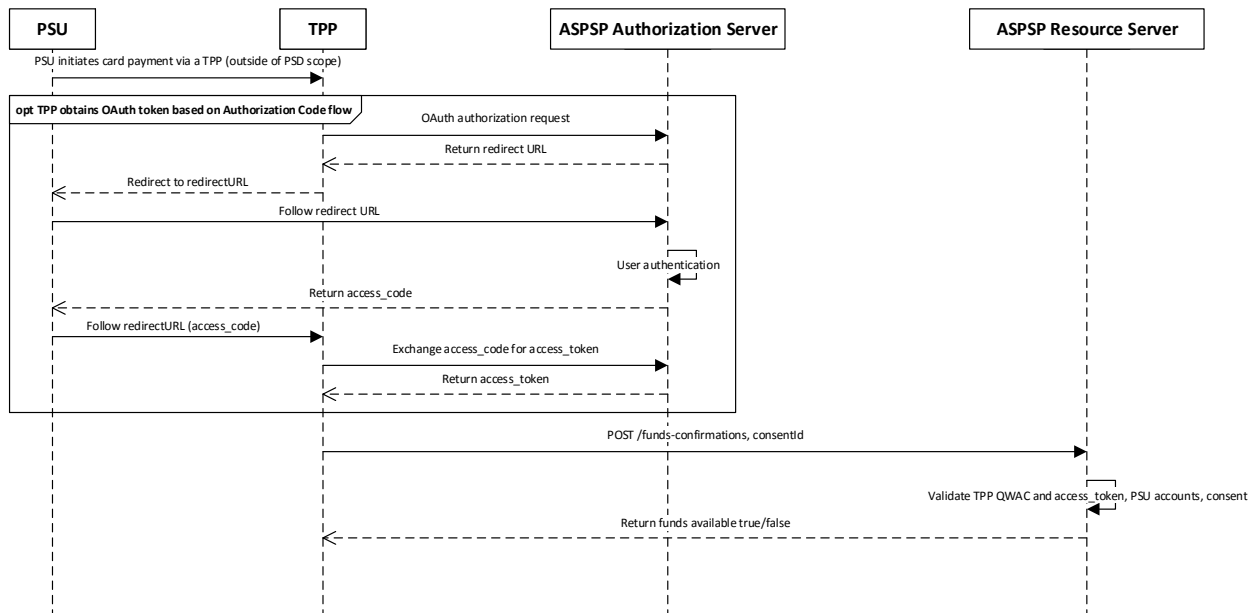 PSU
TPP
ASPSP Authorization Server
ASPSP Resource Server
PSU initiates card payment via a TPP (outside of PSD scope)
opt TPP obtains OAuth token based on Authorization Code flow
OAuth authorization request
Return redirect URL
Redirect to redirectURL
Follow redirect URL
User authentication
Return access_code
Follow redirectURL (access_code)
Exchange access_code for access_token
Return access_token
POST /funds-confirmations, consentId
Validate TPP QWAC and access_token, PSU accounts, consent
Return funds available true/false